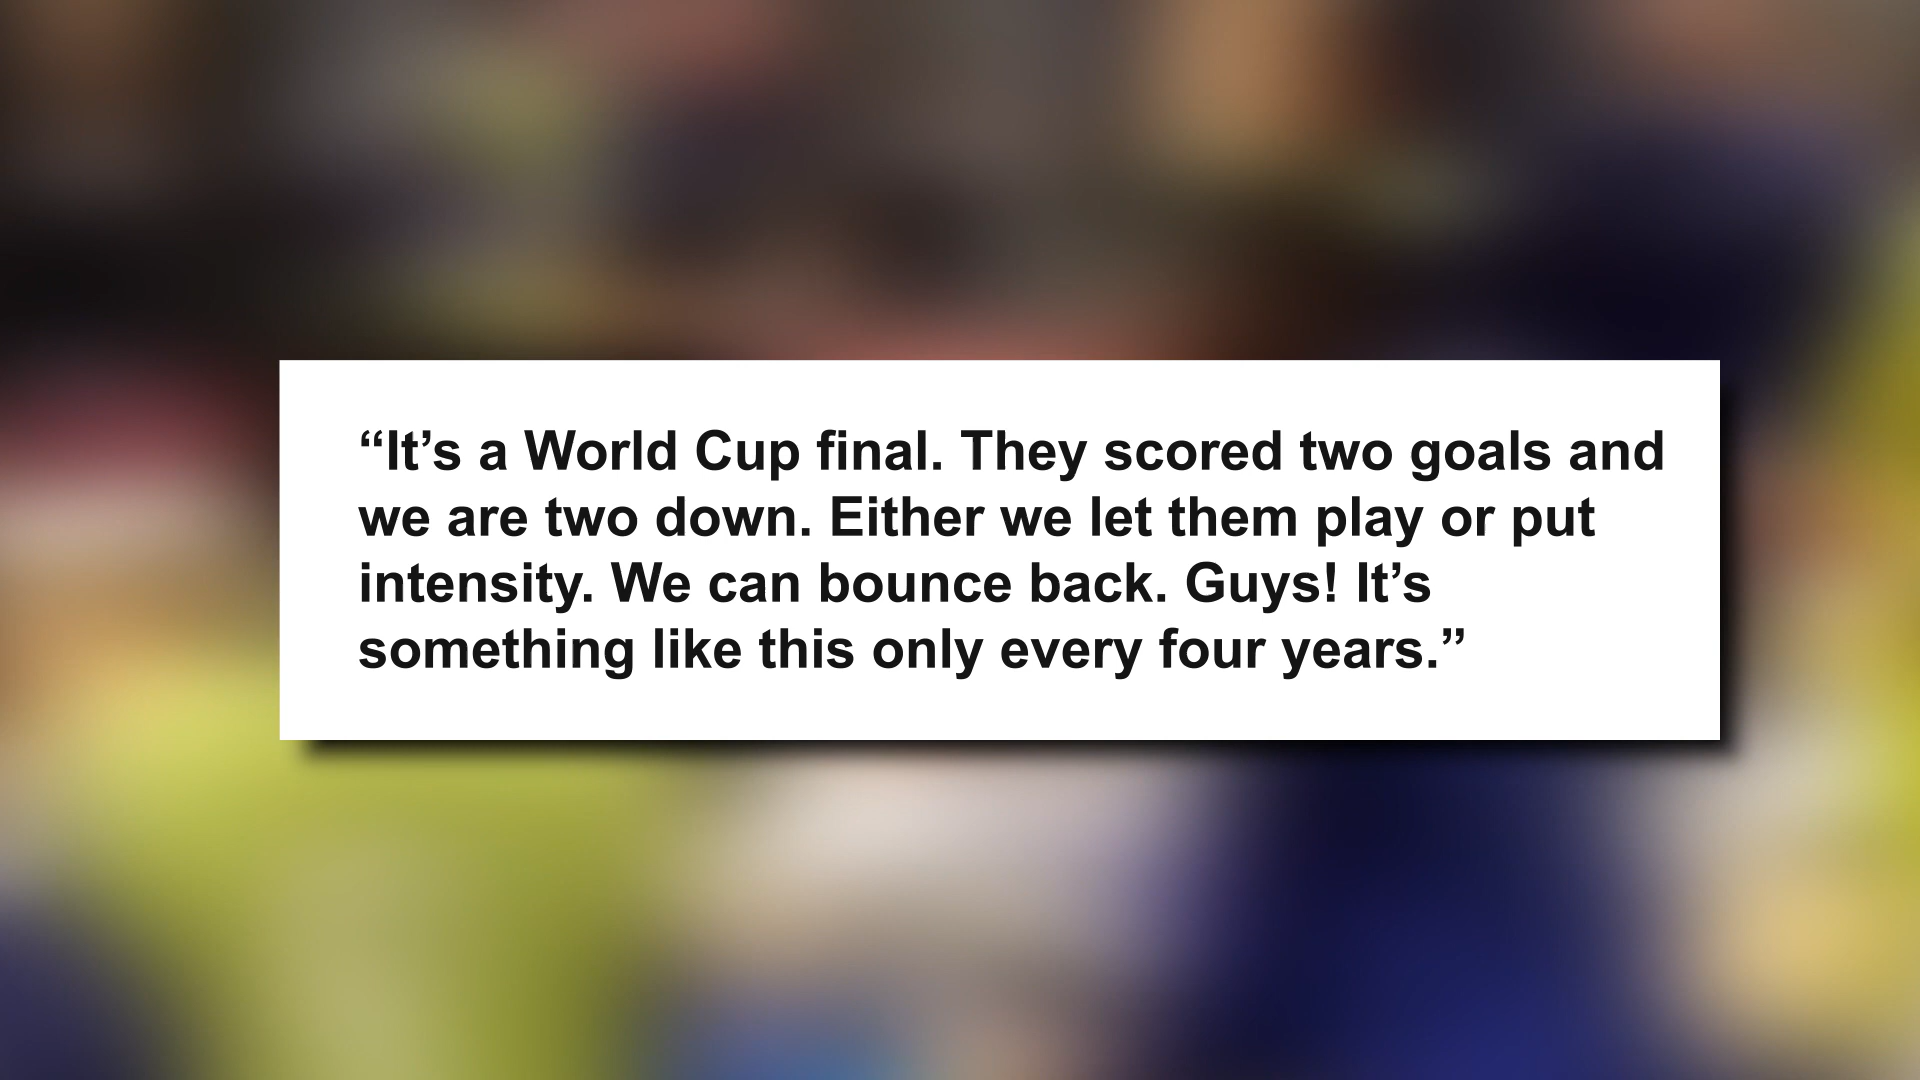 “It’s a World Cup final. They scored two goals and
we are two down. Either we let them play or put
intensity. We can bounce back. Guys! It’s
something like this only every four years.”